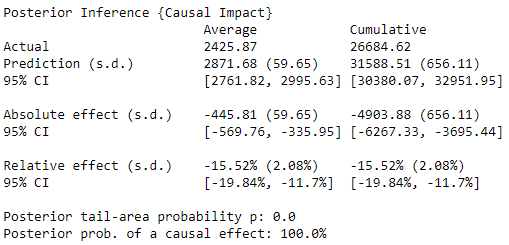 Posterior Inference {Causal Impact}
Average Cumulative
Actual 2425.87 26684.62
Prediction (s.d.) 2871.68 (59.65) 31588.51 (656.11)
95% CI [2761.82, 2995.63] [30380.07, 32951.95]
Absolute effect (s.d.) -445.81 (59.65) -4903.88 (656.11)
95% CI [-569.76, -335.95] [-6267.33, -3695.44]
Relative effect (s.d.) -15.52% (2.08%) -15.52% (2.08%)
95% CI [-19.84%, -11.7%] [-19.84%, -11.7%]
Posterior tail-area probability p: 0.0
Posterior prob. of a causal effect: 100.0%